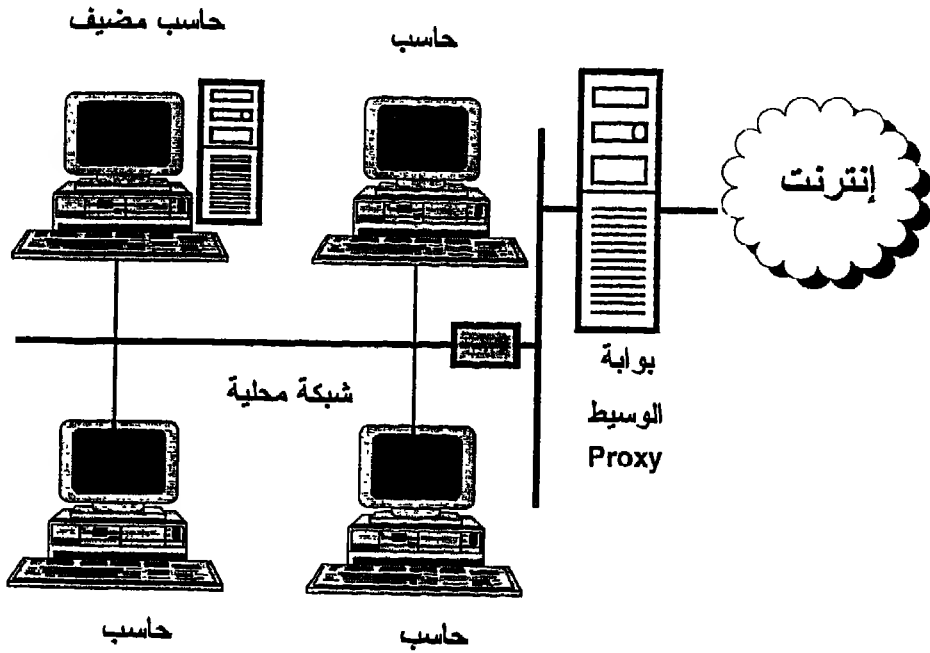 حاسب مضيف
حاسب
إنترنت
بوابة
الوسيط
Proxy
شبكة محلية
حاسب
حاسب